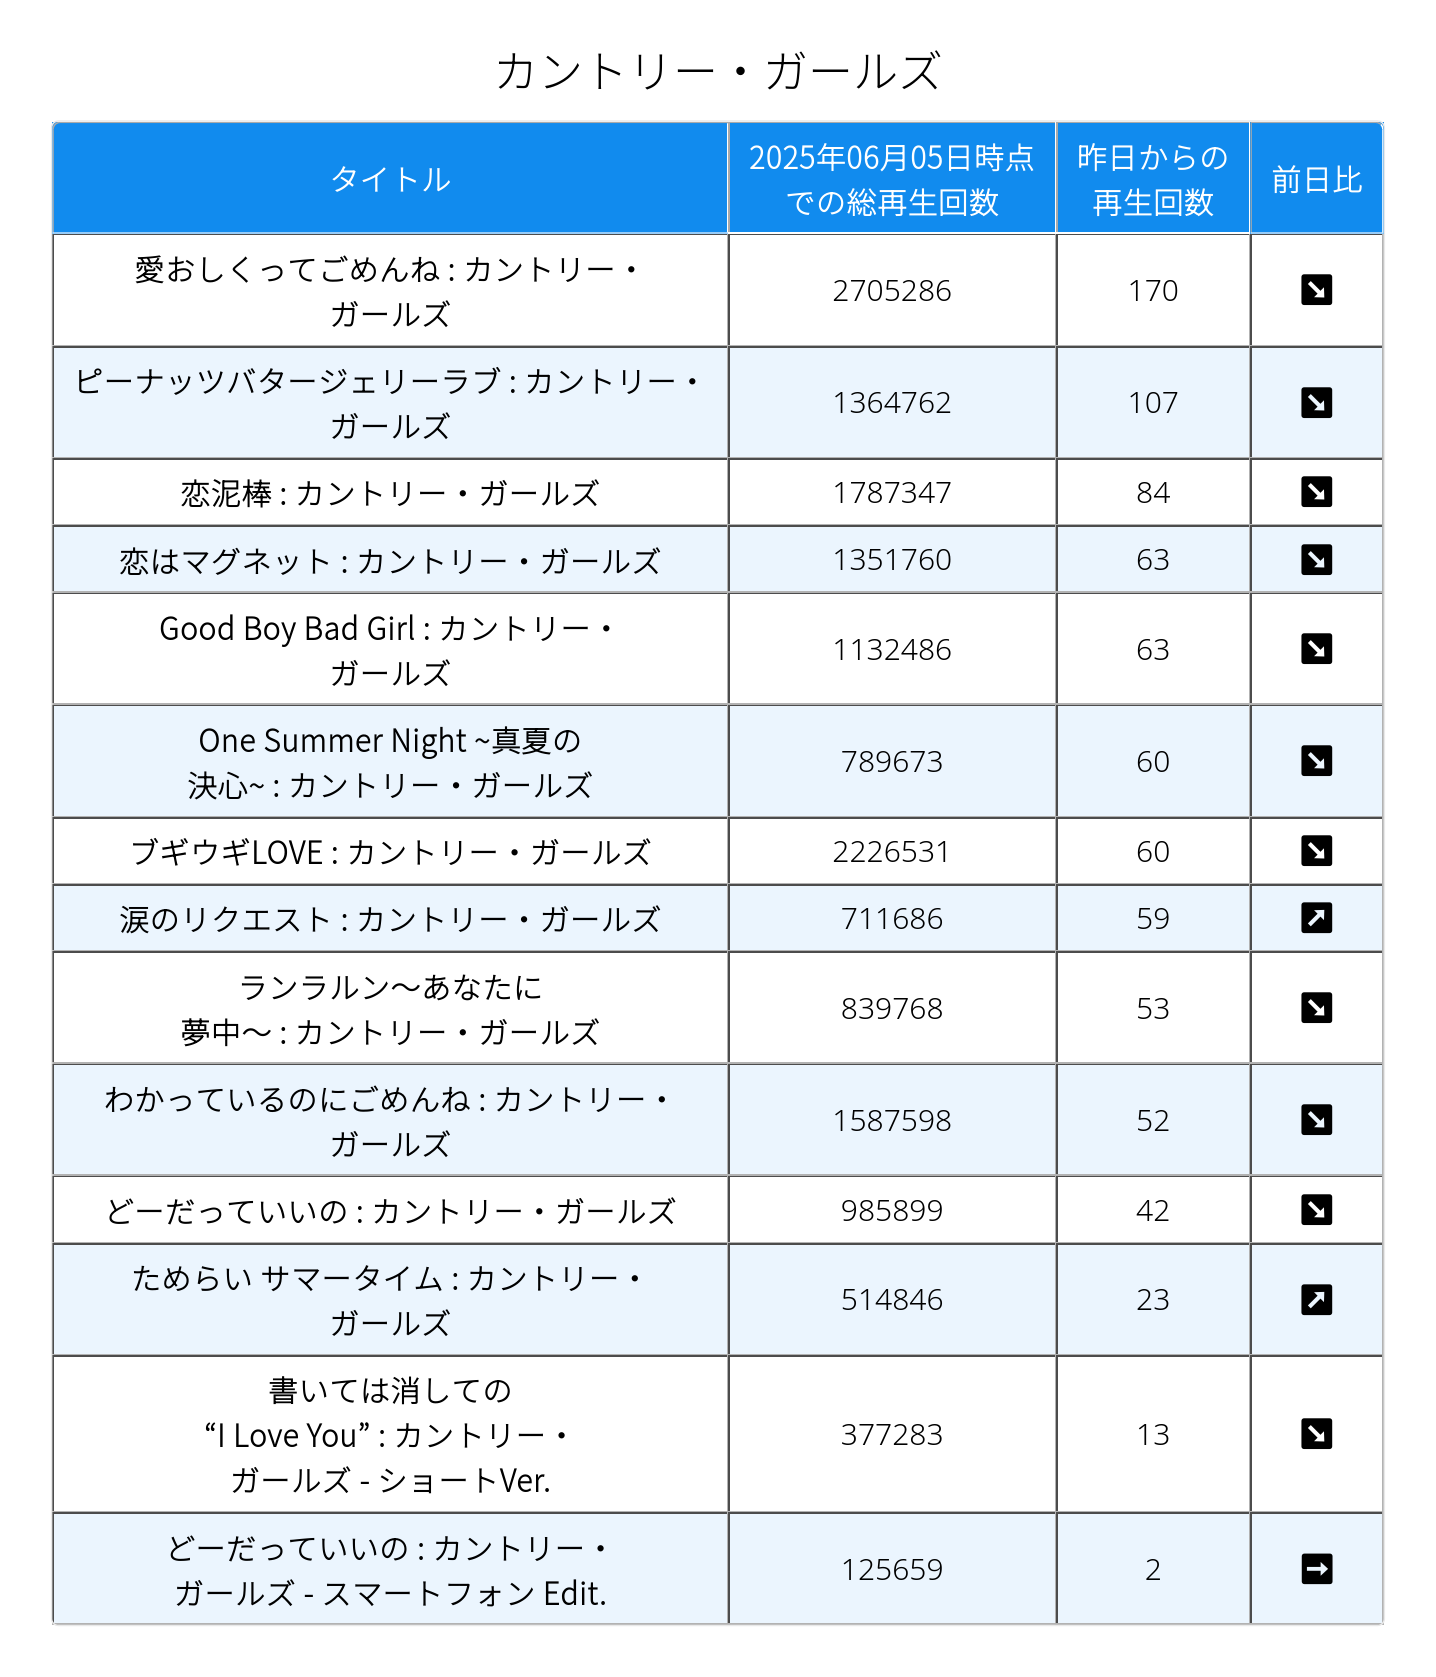 カントリー・ガールズ
タイトル
2025年06月05日時点
での総再生回数
昨日からの
再生回数
前日比
愛おしくってごめんね : カントリー・
ガールズ
2705286
170
↘
ピーナッツバタージェリーラブ : カントリー・
ガールズ
1364762
107
↘
恋泥棒 : カントリー・ガールズ
1787347
84
↘
恋はマグネット : カントリー・ガールズ
1351760
63
↘
Good Boy Bad Girl : カントリー・
ガールズ
1132486
63
↘
One Summer Night ~真夏の
決心~ : カントリー・ガールズ
789673
60
↘
ブギウギLOVE : カントリー・ガールズ
2226531
60
↘
涙のリクエスト : カントリー・ガールズ
711686
59
↗
ランラルン～あなたに
夢中～ : カントリー・ガールズ
839768
53
↘
わかっているのにごめんね : カントリー・
ガールズ
1587598
52
↘
どーだっていいの : カントリー・ガールズ
985899
42
↘
ためらい サマータイム : カントリー・
ガールズ
514846
23
↗
書いては消しての
“I Love You” : カントリー・
ガールズ - ショートVer.
377283
13
↘
どーだっていいの : カントリー・
ガールズ - スマートフォン Edit.
125659
2
→